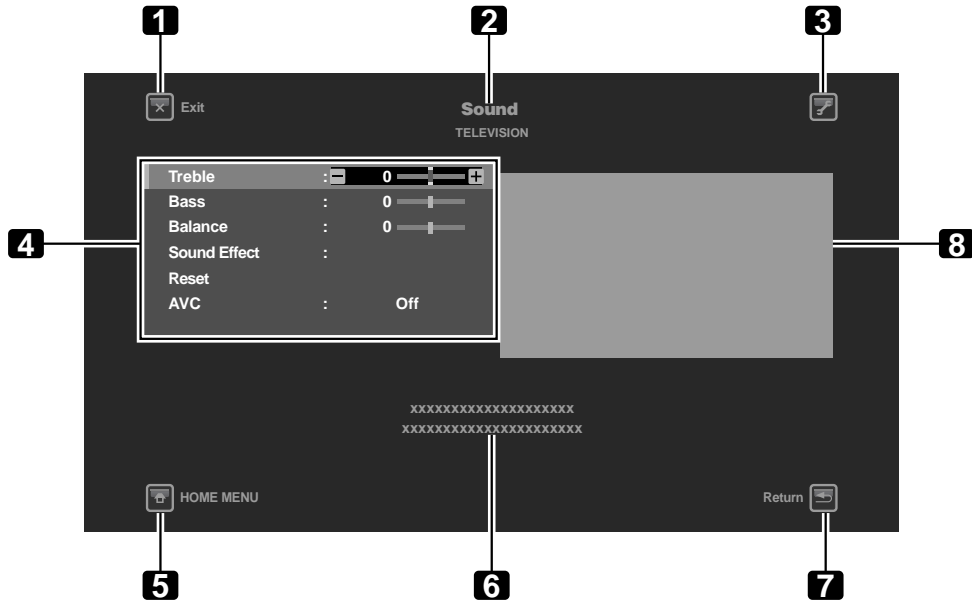 1 2 3
Exit
Sound
TELEVISION
Treble : − 0 +
Bass : 0
Balance : 0
Sound Effect :
Reset
AVC : Off
4
8
xxxxxxxxxxxxxxxxxxxx
xxxxxxxxxxxxxxxxxxxxxx
HOME MENU
Return
5 6 7